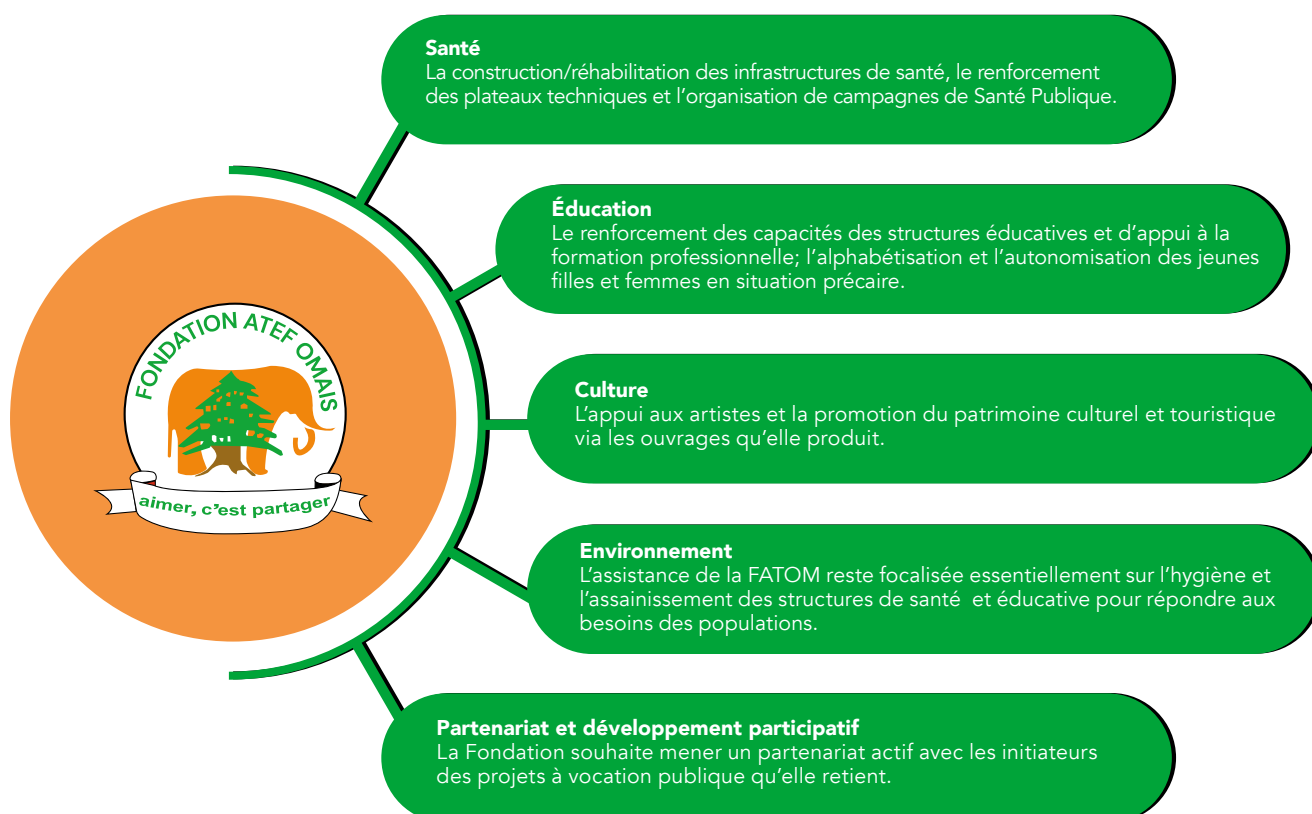 Santé
La construction/réhabilitation des infrastructures de santé, le renforcement
des plateaux techniques et l’organisation de campagnes de Santé Publique.
Éducation
Le renforcement des capacités des structures éducatives et d’appui à la
formation professionnelle; l’alphabétisation et l’autonomisation des jeunes
filles et femmes en situation précaire.
FONDATION ATEF OMAIS
aimer, c’est partager
Culture
L’appui aux artistes et la promotion du patrimoine culturel et touristique
via les ouvrages qu’elle produit.
Environnement
L’assistance de la FATOM reste focalisée essentiellement sur l’hygiène et
l’assainissement des structures de santé  et éducative pour répondre aux
besoins des populations.
Partenariat et développement participatif
La Fondation souhaite mener un partenariat actif avec les initiateurs
des projets à vocation publique qu’elle retient.